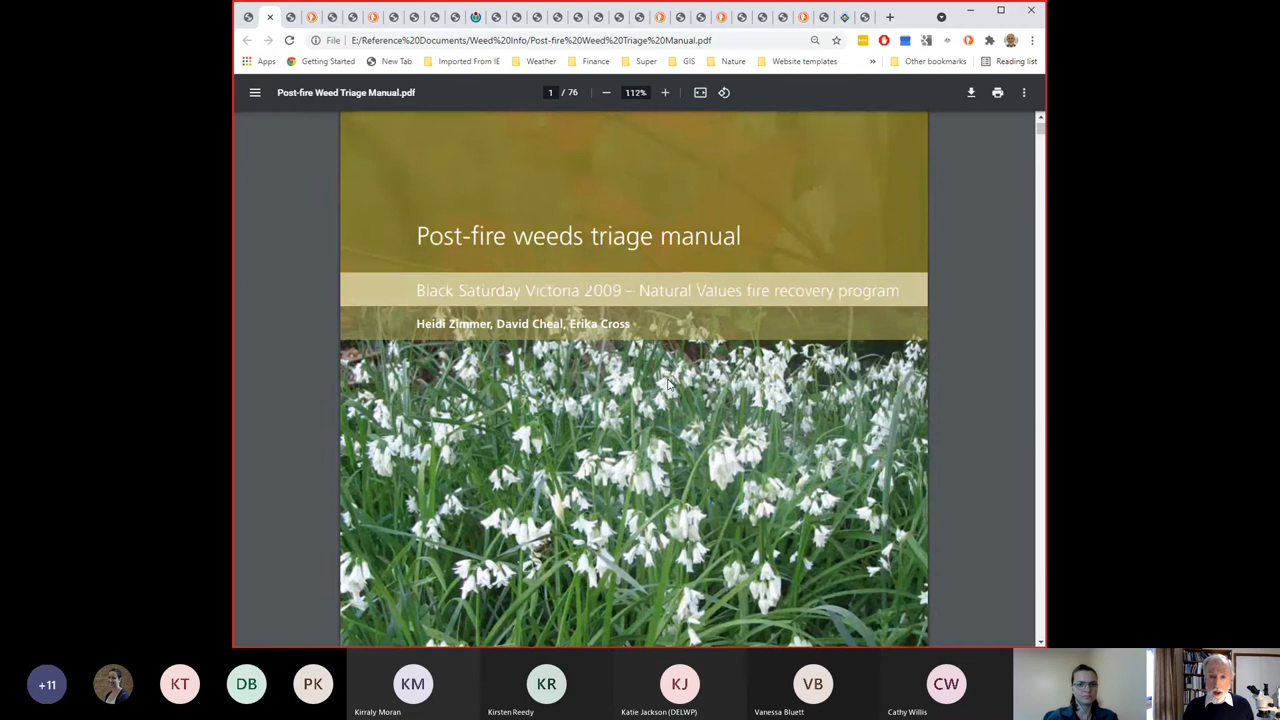 File
E:/Reference%20Documents/Weed%20Info/Post-fire%20Weed%20Triage%20Manual.pdf
Apps
Getting Started
New Tab
Imported From IE
Weather
Finance
Super
GIS
Nature
Website templates
»
Other bookmarks
Reading list
Post-fire Weed Triage Manual.pdf
1 / 76
112%
Post-fire weeds triage manual
Black Saturday Victoria 2009 – Natural Values fire recovery program
Heidi Zimmer, David Cheal, Erika Cross
+11
KT
DB
PK
KM
Kirraly Moran
KR
Kirsten Reedy
KJ
Katie Jackson (DELWP)
VB
Vanessa Bluett
CW
Cathy Willis